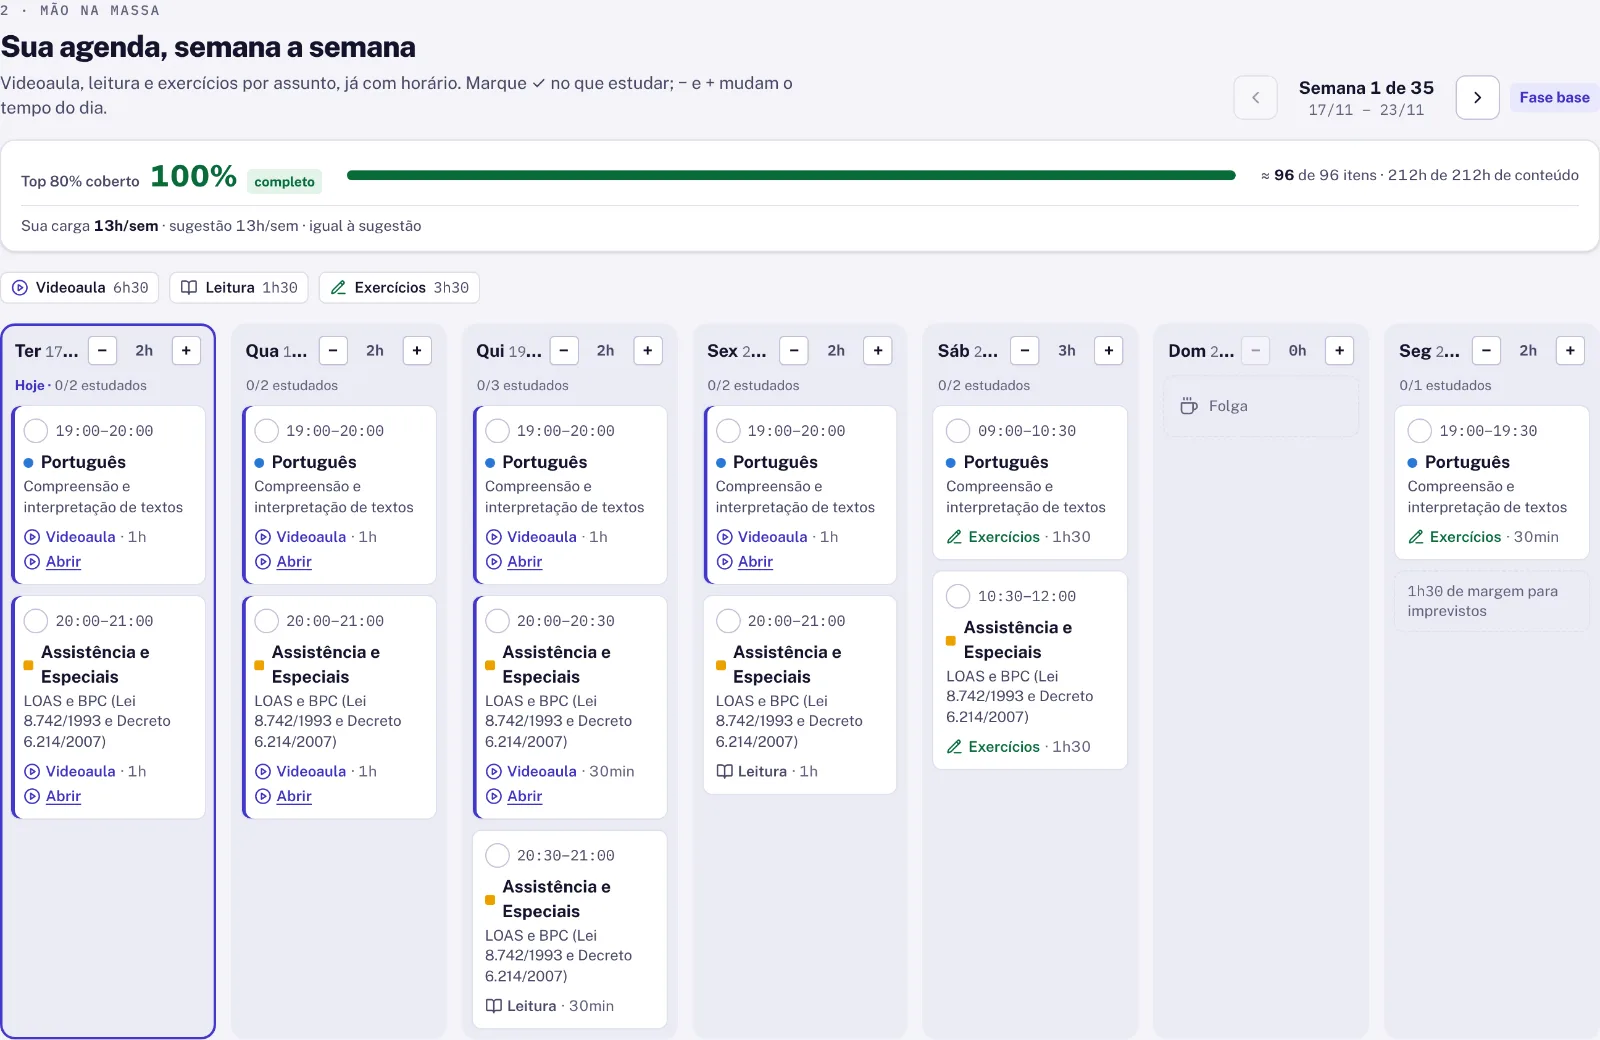 2 · MÃO NA MASSA
Sua agenda, semana a semana
Videoaula, leitura e exercícios por assunto, já com horário. Marque ✓ no que estudar; − e + mudam o
tempo do dia.
Semana 1 de 35
17/11 – 23/11
Fase base
Top 80% coberto 100% completo
≈ 96 de 96 itens · 212h de 212h de conteúdo
Sua carga 13h/sem · sugestão 13h/sem · igual à sugestão
Videoaula 6h30
Leitura 1h30
Exercícios 3h30
Ter 17... − 2h +
Hoje · 0/2 estudados
19:00–20:00
Português
Compreensão e
interpretação de textos
Videoaula · 1h
Abrir
20:00–21:00
Assistência e
Especiais
LOAS e BPC (Lei
8.742/1993 e Decreto
6.214/2007)
Videoaula · 1h
Abrir
Qua 1... − 2h +
0/2 estudados
19:00–20:00
Português
Compreensão e
interpretação de textos
Videoaula · 1h
Abrir
20:00–21:00
Assistência e
Especiais
LOAS e BPC (Lei
8.742/1993 e Decreto
6.214/2007)
Videoaula · 1h
Abrir
Qui 19... − 2h +
0/3 estudados
19:00–20:00
Português
Compreensão e
interpretação de textos
Videoaula · 1h
Abrir
20:00–20:30
Assistência e
Especiais
LOAS e BPC (Lei
8.742/1993 e Decreto
6.214/2007)
Videoaula · 30min
Abrir
20:30–21:00
Assistência e
Especiais
LOAS e BPC (Lei
8.742/1993 e Decreto
6.214/2007)
Leitura · 30min
Sex 2... − 2h +
0/2 estudados
19:00–20:00
Português
Compreensão e
interpretação de textos
Videoaula · 1h
Abrir
20:00–21:00
Assistência e
Especiais
LOAS e BPC (Lei
8.742/1993 e Decreto
6.214/2007)
Leitura · 1h
Sáb 2... − 3h +
0/2 estudados
09:00–10:30
Português
Compreensão e
interpretação de textos
Exercícios · 1h30
10:30–12:00
Assistência e
Especiais
LOAS e BPC (Lei
8.742/1993 e Decreto
6.214/2007)
Exercícios · 1h30
Dom 2... − 0h +
Folga
Seg 2... − 2h +
0/1 estudados
19:00–19:30
Português
Compreensão e
interpretação de textos
Exercícios · 30min
1h30 de margem para
imprevistos